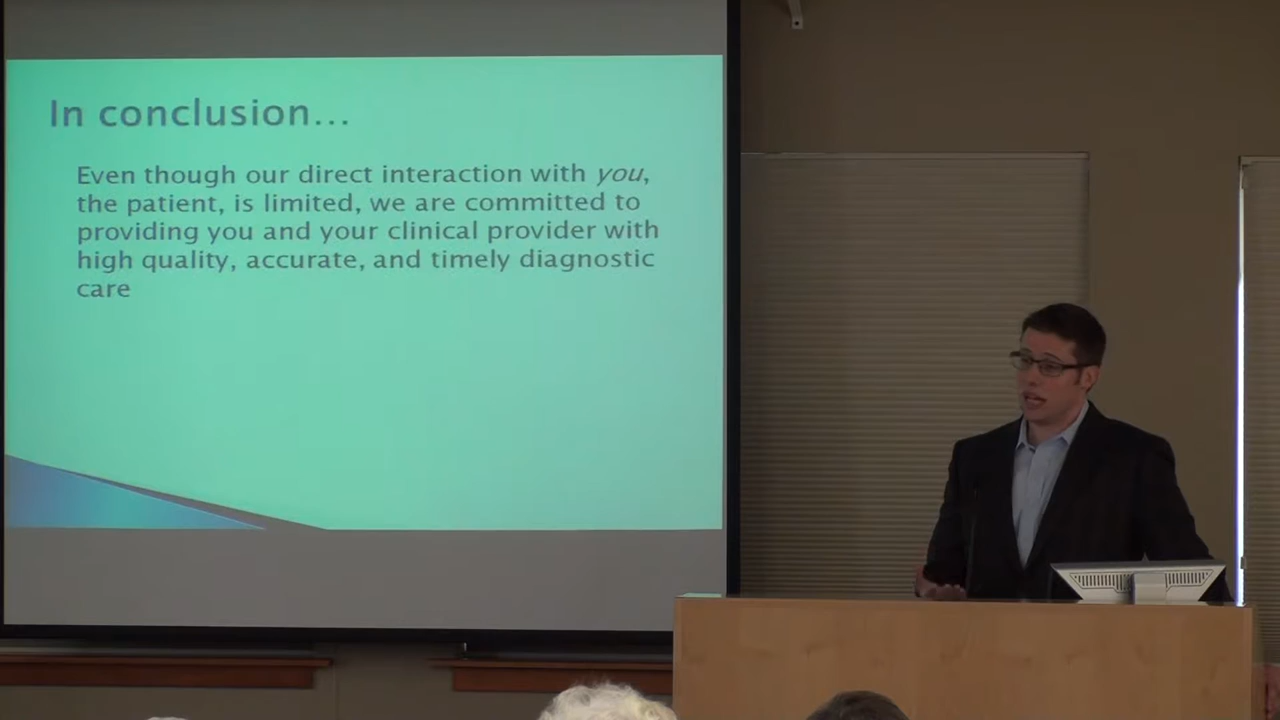 In conclusion...
Even though our direct interaction with you,
the patient, is limited, we are committed to
providing you and your clinical provider with
high quality, accurate, and timely diagnostic
care